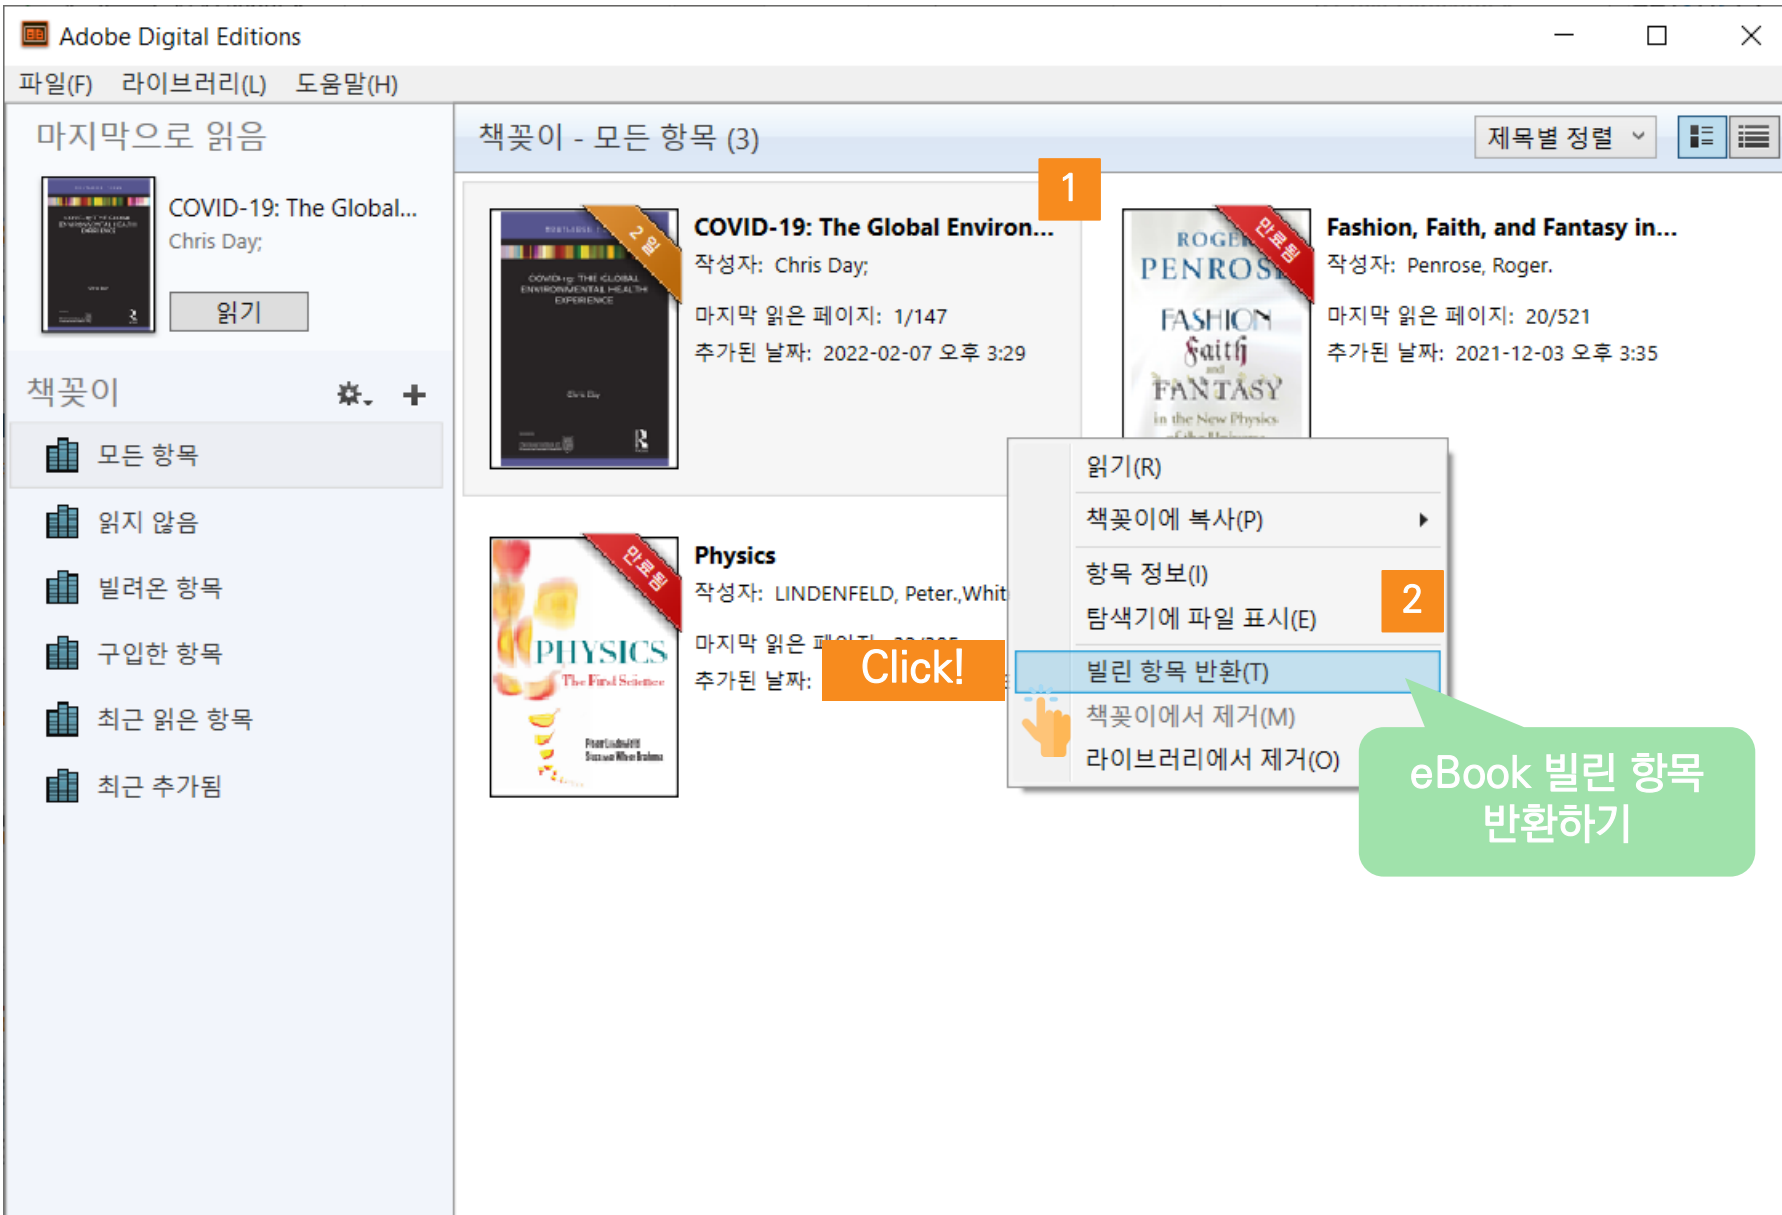 Adobe Digital Editions
파일(F) 라이브러리(L) 도움말(H)
마지막으로 읽음
COVID-19: The Global...
Chris Day;
읽기
책꽂이
모든 항목
읽지 않음
빌려온 항목
구입한 항목
최근 읽은 항목
최근 추가됨
책꽂이 - 모든 항목 (3)
제목별 정렬
1
2 일
COVID-19: THE GLOBAL
ENVIRONMENTAL HEALTH
EXPERIENCE
Chris Day
R
COVID-19: The Global Environ...
작성자: Chris Day;
마지막 읽은 페이지: 1/147
추가된 날짜: 2022-02-07 오후 3:29
만료됨
ROGER
PENROSE
FASHION
Faith
and
FANTASY
in the New Physics
of the Universe
Fashion, Faith, and Fantasy in...
작성자: Penrose, Roger.
마지막 읽은 페이지: 20/521
추가된 날짜: 2021-12-03 오후 3:35
만료됨
PHYSICS
The First Science
Physics
작성자: LINDENFELD, Peter.,Whit
마지막 읽은
추가된 날짜:
읽기(R)
책꽂이에 복사(P)
항목 정보(I)
탐색기에 파일 표시(E)
2
Click!
빌린 항목 반환(T)
책꽂이에서 제거(M)
라이브러리에서 제거(O)
eBook 빌린 항목
반환하기